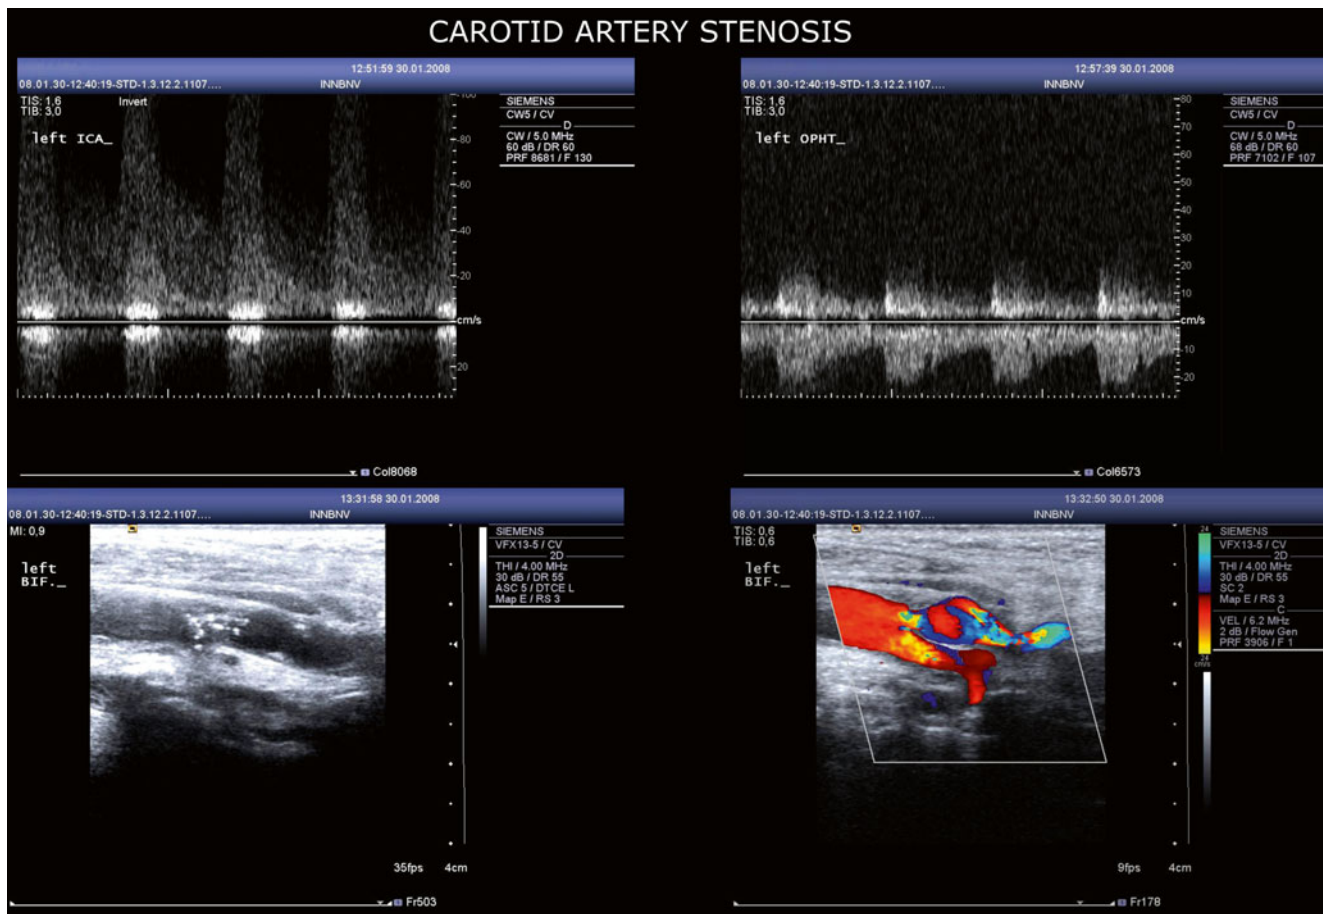 CAROTID ARTERY STENOSIS
12:51:59 30.01.2008
08.01.30-12:40:19-STD-1.3.12.2.1107....
INNBNV
TIS: 1,6
Invert
TIB: 3,0
left ICA_
SIEMENS
CW5 / CV
D
CW / 5.0 MHz
60 dB / DR 60
PRF 8681 / F 130
-100
-80
-60
-40
-20
cm/s
20
Col8068
12:57:39 30.01.2008
08.01.30-12:40:19-STD-1.3.12.2.1107....
INNBNV
TIS: 1,6
TIB: 3,0
left OPHT_
SIEMENS
CW5 / CV
D
CW / 5.0 MHz
68 dB / DR 60
PRF 7102 / F 107
-80
-70
-60
-50
-40
-30
-20
-10
cm/s
-10
-20
Col6573
13:31:58 30.01.2008
08.01.30-12:40:19-STD-1.3.12.2.1107....
INNBNV
MI: 0,9
left
BIF._
SIEMENS
VFX13-5 / CV
2D
THI / 4.00 MHz
30 dB / DR 55
ASC 5 / DTCE L
Map E / RS 3
35fps 4cm
Fr503
13:32:50 30.01.2008
08.01.30-12:40:19-STD-1.3.12.2.1107....
INNBNV
TIS: 0,6
TIB: 0,6
left
BIF._
24
24
cm/s
SIEMENS
VFX13-5 / CV
2D
THI / 4.00 MHz
30 dB / DR 55
SC 2
Map E / RS 3
C
VEL / 6.2 MHz
2 dB / Flow Gen
PRF 3906 / F 1
9fps 4cm
Fr178